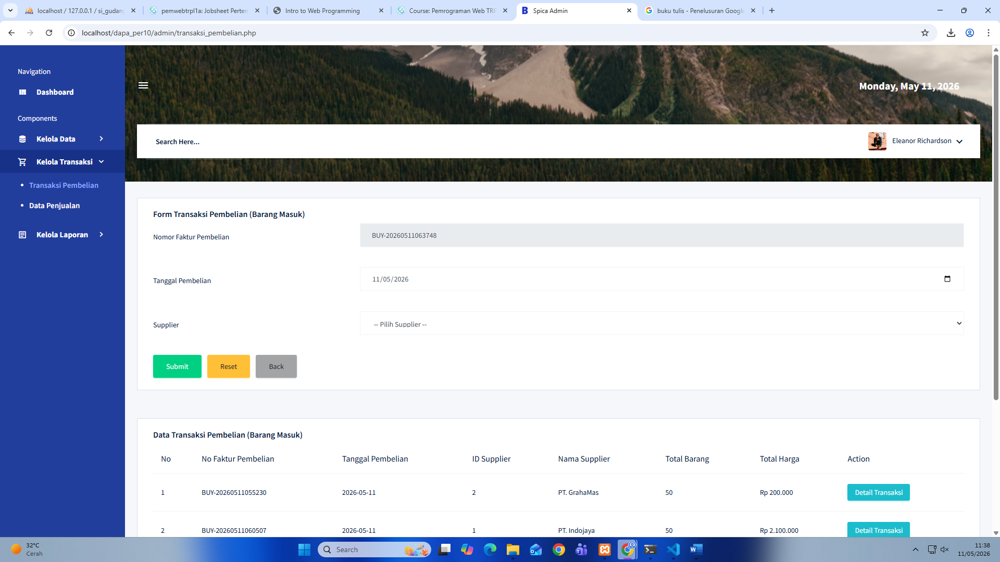 localhost / 127.0.0.1 / si_gudang
pemwebtrpl1a: Jobsheet Pertem
Intro to Web Programming
Course: Pemrograman Web TRP
Spica Admin
buku tulis - Penelusuran Google
localhost/dapa_per10/admin/transaksi_pembelian.php
Navigation
Dashboard
Components
Kelola Data
Kelola Transaksi
Transaksi Pembelian
Data Penjualan
Kelola Laporan
Monday, May 11, 2026
Search Here...
Eleanor Richardson
Form Transaksi Pembelian (Barang Masuk)
Nomor Faktur Pembelian
BUY-20260511063748
Tanggal Pembelian
11/05/2026
Supplier
-- Pilih Supplier --
Submit Reset Back
Data Transaksi Pembelian (Barang Masuk)
No No Faktur Pembelian Tanggal Pembelian ID Supplier Nama Supplier Total Barang Total Harga Action
1 BUY-20260511055230 2026-05-11 2 PT. GrahaMas 50 Rp 200.000 Detail Transaksi
2 BUY-20260511060507 2026-05-11 1 PT. Indojaya 50 Rp 2.100.000 Detail Transaksi
32°C
Cerah
Search
11:38
11/05/2026